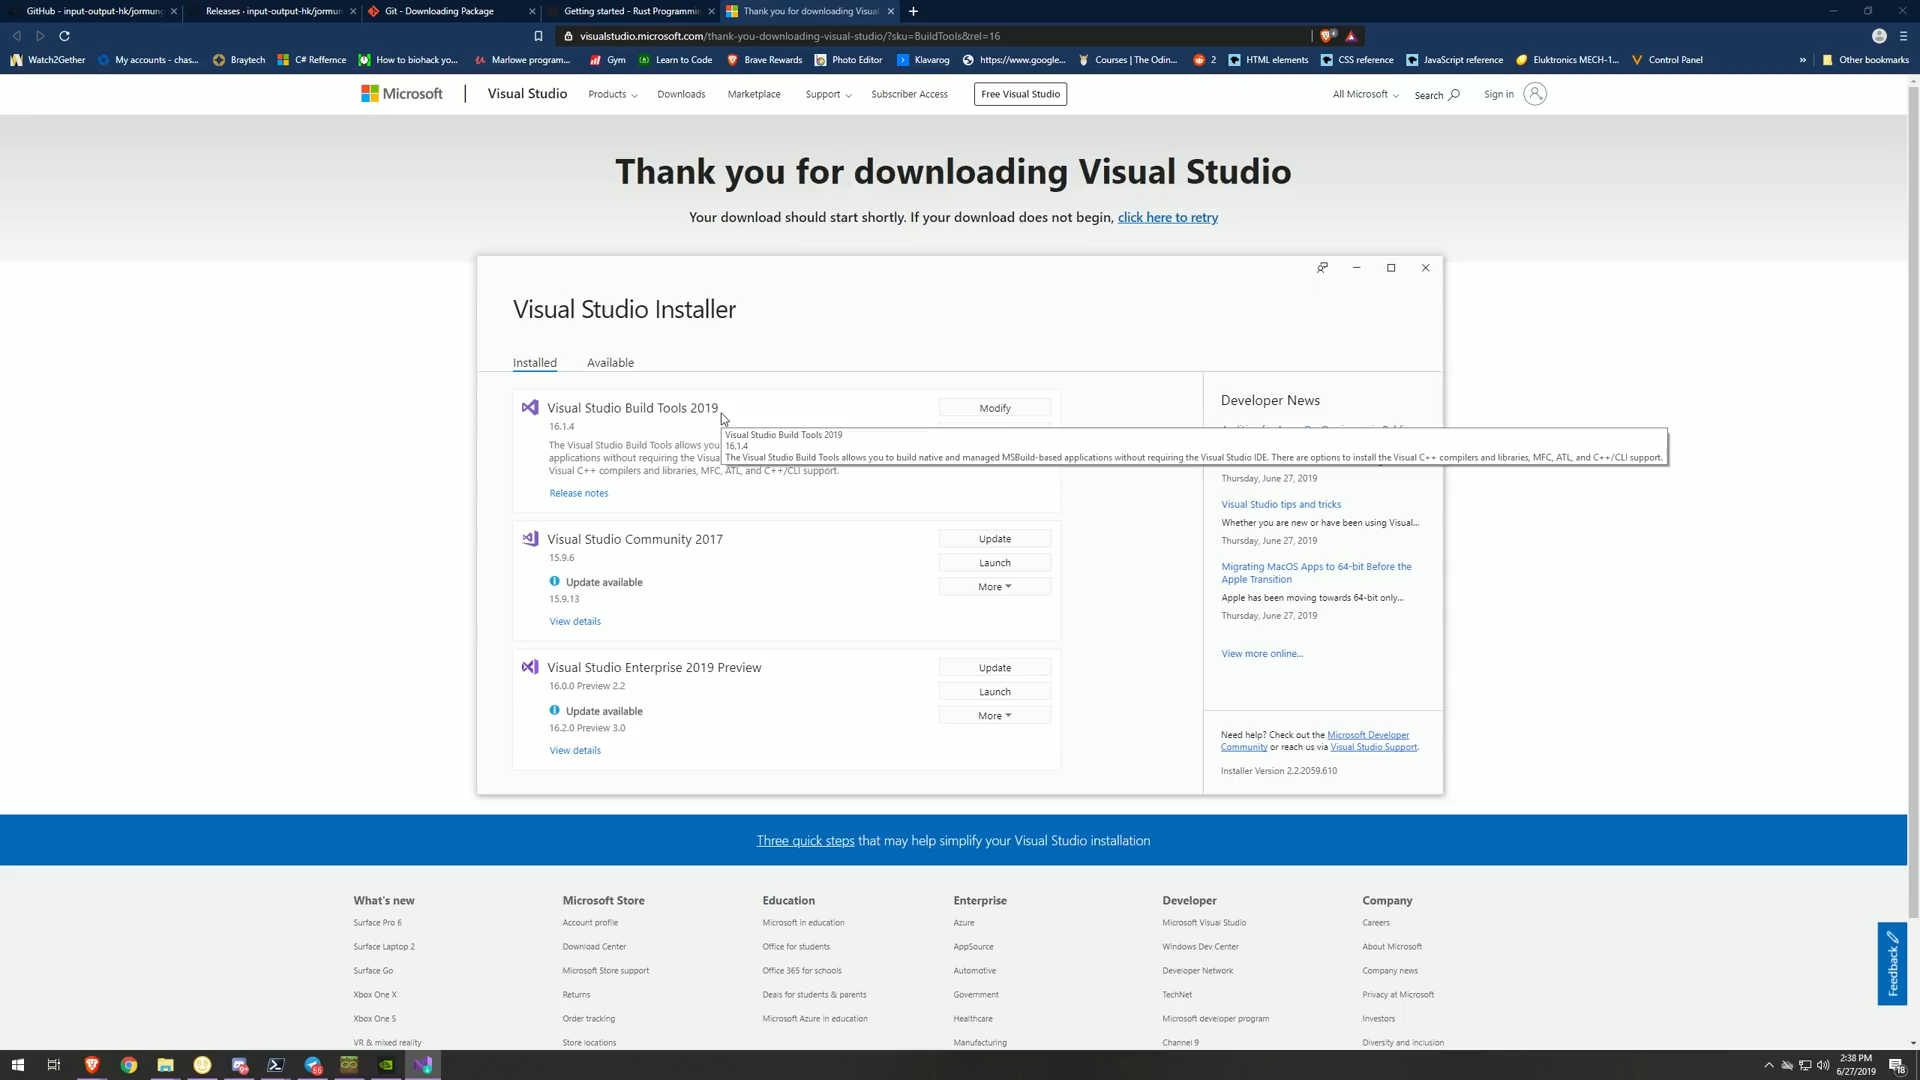 GitHub - input-output-hk/jormung
Releases · input-output-hk/jormun
Git - Downloading Package
Getting started - Rust Programmin
Thank you for downloading Visual
visualstudio.microsoft.com/thank-you-downloading-visual-studio/?sku=BuildTools&rel=16
Watch2Gether
My accounts - chas...
Braytech
C# Reffernce
How to biohack yo...
Marlowe programm...
Gym
Learn to Code
Brave Rewards
Photo Editor
Klavarog
https://www.google...
Courses | The Odin...
2
HTML elements
CSS reference
JavaScript reference
Eluktronics MECH-1...
Control Panel
»
Other bookmarks
Microsoft
Visual Studio
Products
Downloads
Marketplace
Support
Subscriber Access
Free Visual Studio
All Microsoft
Search
Sign in
Thank you for downloading Visual Studio
Your download should start shortly. If your download does not begin, click here to retry
Visual Studio Installer
Installed
Available
Visual Studio Build Tools 2019
16.1.4
The Visual Studio Build Tools allows you
applications without requiring the Visua
Visual C++ compilers and libraries, MFC, ATL, and C++/CLI support.
Release notes
Modify
Visual Studio Build Tools 2019
16.1.4
The Visual Studio Build Tools allows you to build native and managed MSBuild-based applications without requiring the Visual Studio IDE. There are options to install the Visual C++ compilers and libraries, MFC, ATL, and C++/CLI support.
Visual Studio Community 2017
15.9.6
Update available
15.9.13
View details
Update
Launch
More
Visual Studio Enterprise 2019 Preview
16.0.0 Preview 2.2
Update available
16.2.0 Preview 3.0
View details
Update
Launch
More
Developer News
Thursday, June 27, 2019
Visual Studio tips and tricks
Whether you are new or have been using Visual...
Thursday, June 27, 2019
Migrating MacOS Apps to 64-bit Before the
Apple Transition
Apple has been moving towards 64-bit only...
Thursday, June 27, 2019
View more online...
Need help? Check out the Microsoft Developer
Community or reach us via Visual Studio Support.
Installer Version 2.2.2059.610
Three quick steps that may help simplify your Visual Studio installation
What's new
Surface Pro 6
Surface Laptop 2
Surface Go
Xbox One X
Xbox One S
VR & mixed reality
Microsoft Store
Account profile
Download Center
Microsoft Store support
Returns
Order tracking
Store locations
Education
Microsoft in education
Office for students
Office 365 for schools
Deals for students & parents
Microsoft Azure in education
Enterprise
Azure
AppSource
Automotive
Government
Healthcare
Manufacturing
Developer
Microsoft Visual Studio
Windows Dev Center
Developer Network
TechNet
Microsoft developer program
Channel 9
Company
Careers
About Microsoft
Company news
Privacy at Microsoft
Investors
Diversity and inclusion
Feedback
2:38 PM
6/27/2019